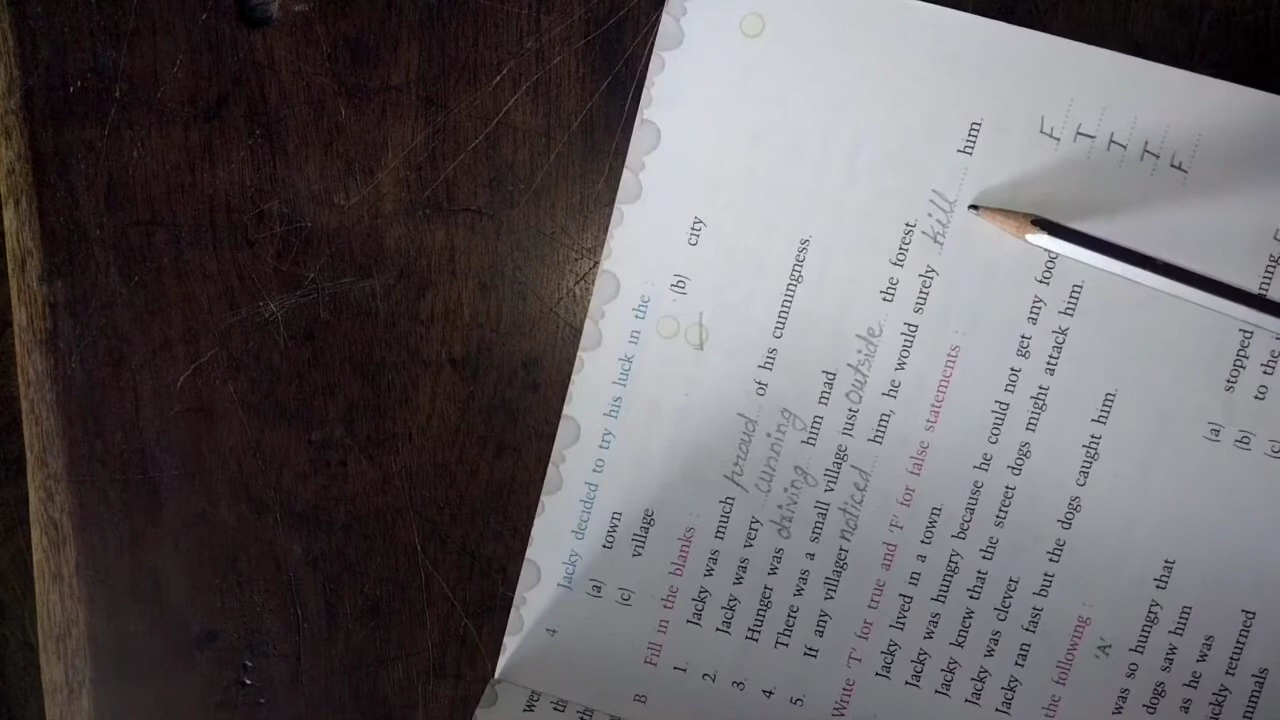 4. Jacky decided to try his luck in the :
(a) town (b) city
(c) village
B Fill in the blanks :
1. Jacky was much proud of his cunningness.
2. Jacky was very cunning
3. Hunger was driving him mad
4. There was a small village just outside the forest.
5. If any villager noticed him, he would surely kill him.
Write 'T' for true and 'F' for false statements :
Jacky lived in a town. F
Jacky was hungry because he could not get any food T
Jacky knew that the street dogs might attack him. T
Jacky was clever. T
Jacky ran fast but the dogs caught him. F
the following :
'A'
was so hungry that (a) stopped
dogs saw him (b) to the
as he was (c)
ckly returned
nimals